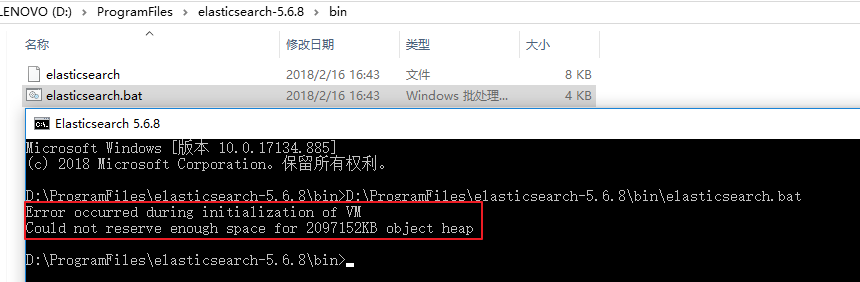 LENOVO (D:) › ProgramFiles › elasticsearch-5.6.8 › bin
名称 修改日期 类型 大小
elasticsearch 2018/2/16 16:43 文件 8 KB
elasticsearch.bat 2018/2/16 16:43 Windows 批处理... 4 KB
Elasticsearch 5.6.8
Microsoft Windows [版本 10.0.17134.885]
(c) 2018 Microsoft Corporation。保留所有权利。
D:\ProgramFiles\elasticsearch-5.6.8\bin>D:\ProgramFiles\elasticsearch-5.6.8\bin\elasticsearch.bat
Error occurred during initialization of VM
Could not reserve enough space for 2097152KB object heap
D:\ProgramFiles\elasticsearch-5.6.8\bin>